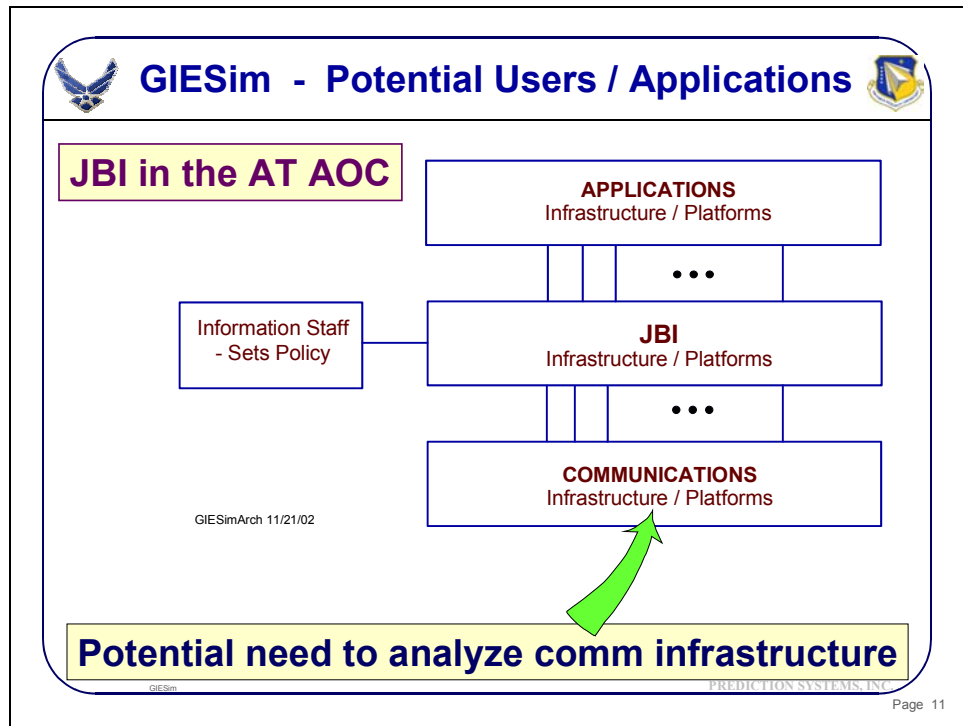 GIESim - Potential Users / Applications
JBI in the AT AOC
APPLICATIONS
Infrastructure / Platforms
• • •
Information Staff
- Sets Policy
JBI
Infrastructure / Platforms
• • •
COMMUNICATIONS
Infrastructure / Platforms
GIESimArch 11/21/02
Potential need to analyze comm infrastructure
GIESim
PREDICTION SYSTEMS, INC.
Page 11